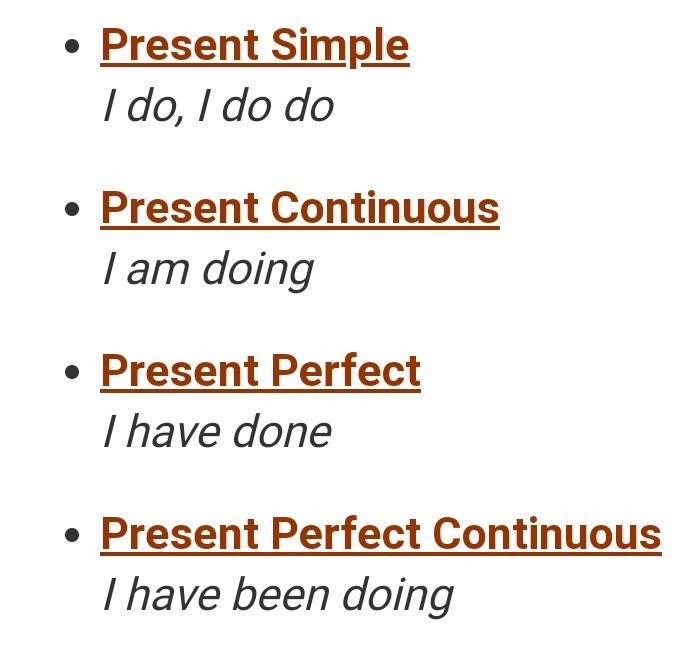 • Present Simple
I do, I do do
• Present Continuous
I am doing
• Present Perfect
I have done
• Present Perfect Continuous
I have been doing